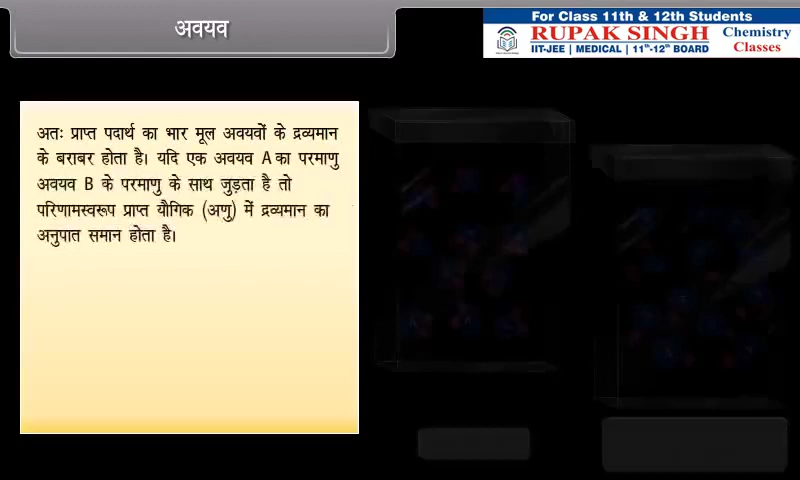 अवयव
For Class 11th & 12th Students
RUPAK SINGH
IIT-JEE | MEDICAL | 11th-12th BOARD
Chemistry
Classes
अतः प्राप्त पदार्थ का भार मूल अवयवों के द्रव्यमान
के बराबर होता है। यदि एक अवयव A का परमाणु
अवयव B के परमाणु के साथ जुड़ता है तो
परिणामस्वरूप प्राप्त यौगिक (अणु) में द्रव्यमान का
अनुपात समान होता है।